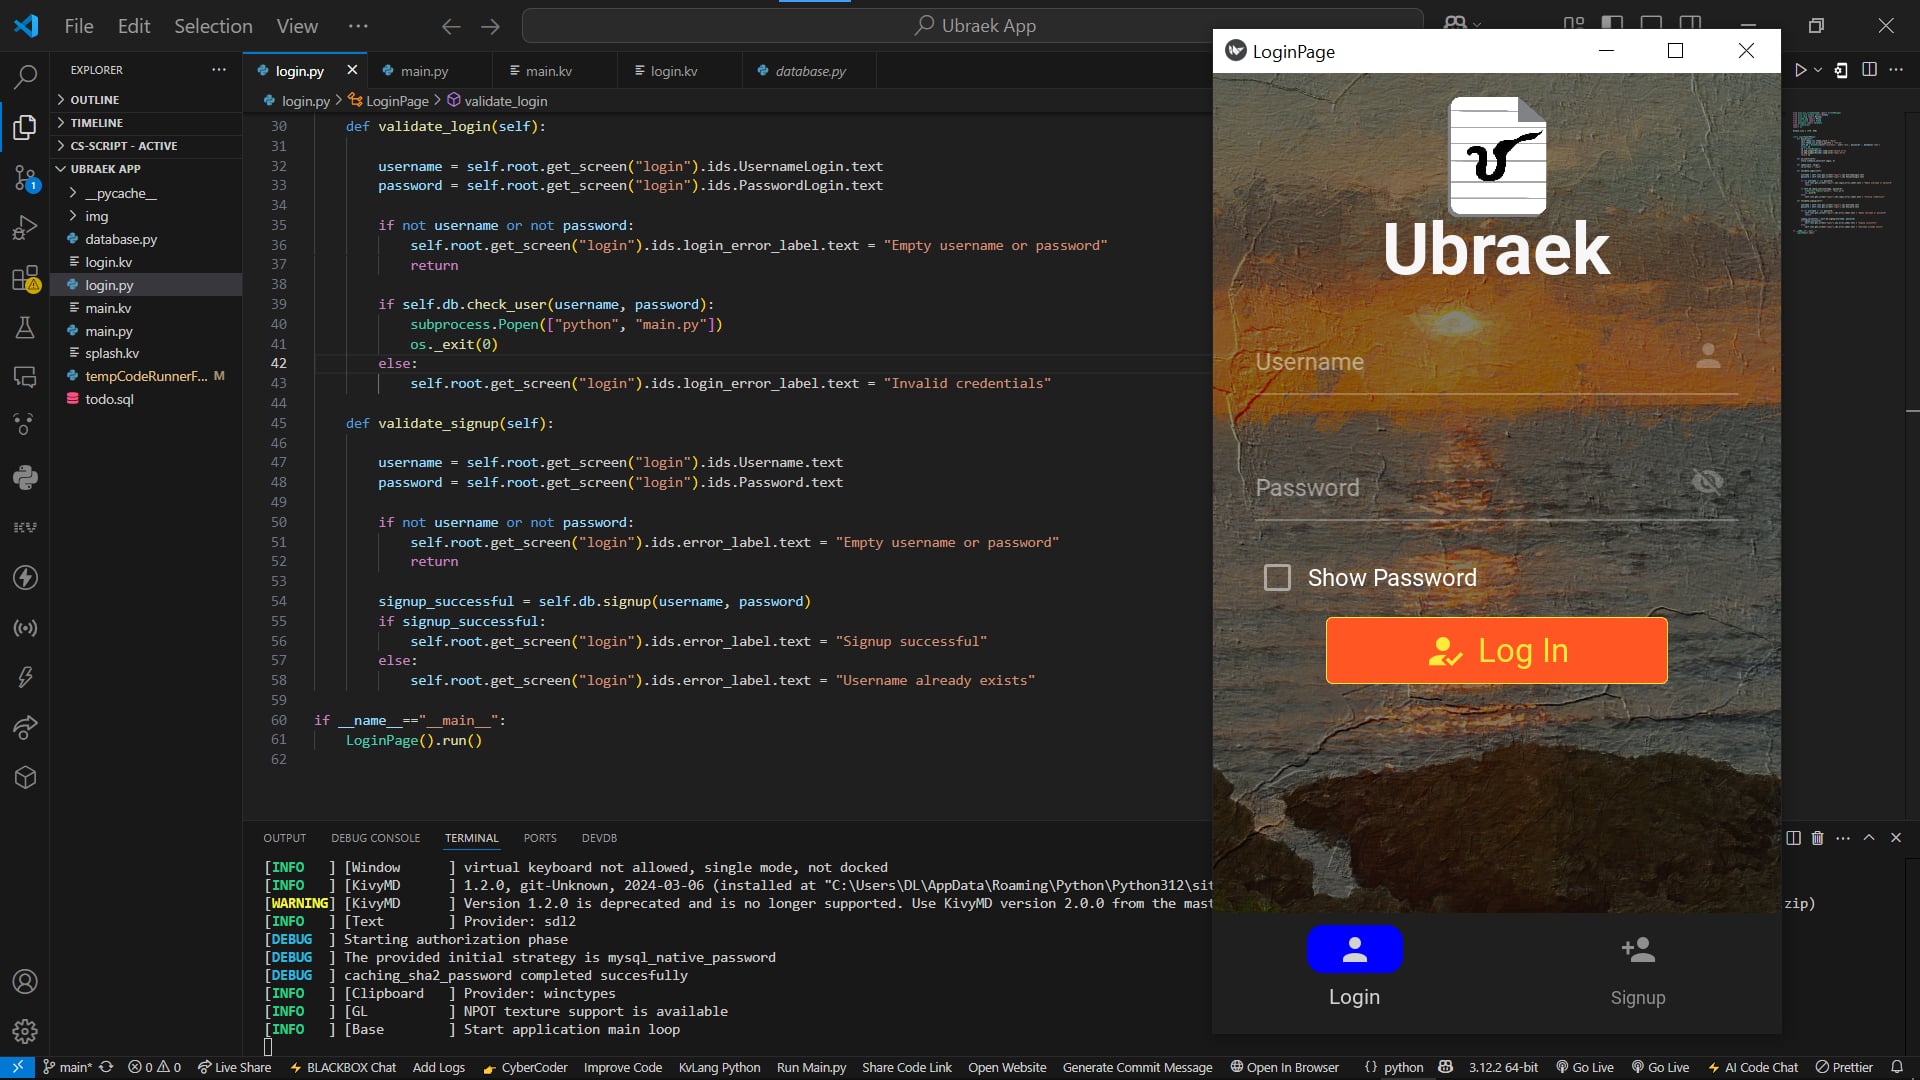 File Edit Selection View ···
Ubraek App
EXPLORER
OUTLINE
TIMELINE
CS-SCRIPT - ACTIVE
UBRAEK APP
__pycache__
img
database.py
login.kv
login.py
main.kv
main.py
splash.kv
tempCodeRunnerF... M
todo.sql
1
login.py
main.py
main.kv
login.kv
database.py
login.py > LoginPage > validate_login
30 def validate_login(self):
31
32 username = self.root.get_screen("login").ids.UsernameLogin.text
33 password = self.root.get_screen("login").ids.PasswordLogin.text
34
35 if not username or not password:
36 self.root.get_screen("login").ids.login_error_label.text = "Empty username or password"
37 return
38
39 if self.db.check_user(username, password):
40 subprocess.Popen(["python", "main.py"])
41 os._exit(0)
42 else:
43 self.root.get_screen("login").ids.login_error_label.text = "Invalid credentials"
44
45 def validate_signup(self):
46
47 username = self.root.get_screen("login").ids.Username.text
48 password = self.root.get_screen("login").ids.Password.text
49
50 if not username or not password:
51 self.root.get_screen("login").ids.error_label.text = "Empty username or password"
52 return
53
54 signup_successful = self.db.signup(username, password)
55 if signup_successful:
56 self.root.get_screen("login").ids.error_label.text = "Signup successful"
57 else:
58 self.root.get_screen("login").ids.error_label.text = "Username already exists"
59
60 if __name__=="__main__":
61 LoginPage().run()
62
OUTPUT DEBUG CONSOLE TERMINAL PORTS DEVDB
[INFO ] [Window ] virtual keyboard not allowed, single mode, not docked
[INFO ] [KivyMD ] 1.2.0, git-Unknown, 2024-03-06 (installed at "C:\Users\DL\AppData\Roaming\Python\Python312\sit
[WARNING] [KivyMD ] Version 1.2.0 is deprecated and is no longer supported. Use KivyMD version 2.0.0 from the mast zip)
[INFO ] [Text ] Provider: sdl2
[DEBUG ] Starting authorization phase
[DEBUG ] The provided initial strategy is mysql_native_password
[DEBUG ] caching_sha2_password completed succesfully
[INFO ] [Clipboard ] Provider: winctypes
[INFO ] [GL ] NPOT texture support is available
[INFO ] [Base ] Start application main loop
LoginPage
Ubraek
Username
Password
Show Password
Log In
Login
Signup
main* 0 0 Live Share BLACKBOX Chat Add Logs CyberCoder Improve Code KvLang Python Run Main.py Share Code Link Open Website Generate Commit Message Open In Browser {} python 3.12.2 64-bit Go Live Go Live AI Code Chat Prettier